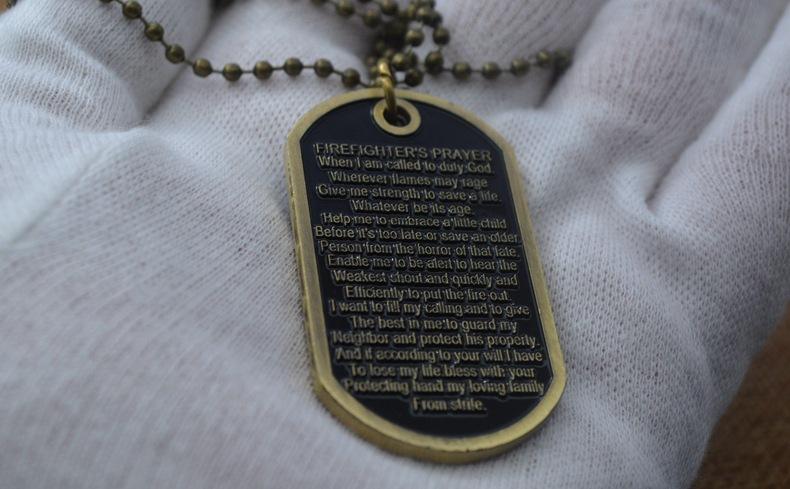 FIREFIGHTER'S PRAYER
When I am called to duty God.
Wherever flames may rage
Give me strength to save a life.
Whatever be its age.
Help me to embrace a little child
Before it's too late or save an older
Person from the horror of that fate.
Enable me to be alert to hear the
Weakest shout and quickly and
Efficiently to put the fire out.
I want to fill my calling and to give
The best in me to guard my
Neighbor and protect his property.
And if according to your will I have
To lose my life bless with your
Protecting hand my loving family
From strife.